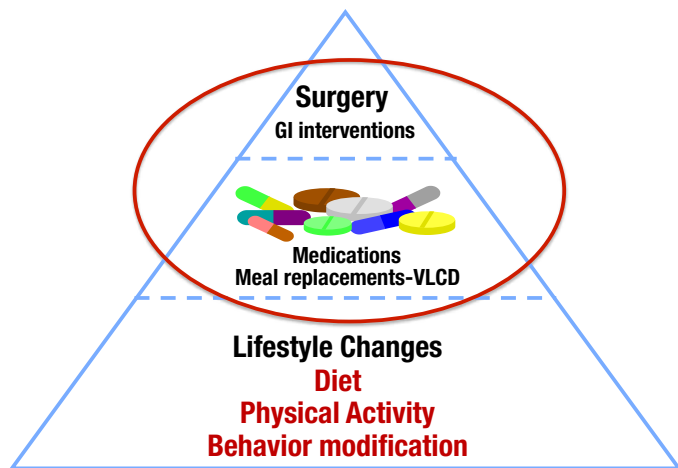 Surgery
GI interventions
Medications
Meal replacements-VLCD
Lifestyle Changes
Diet
Physical Activity
Behavior modification